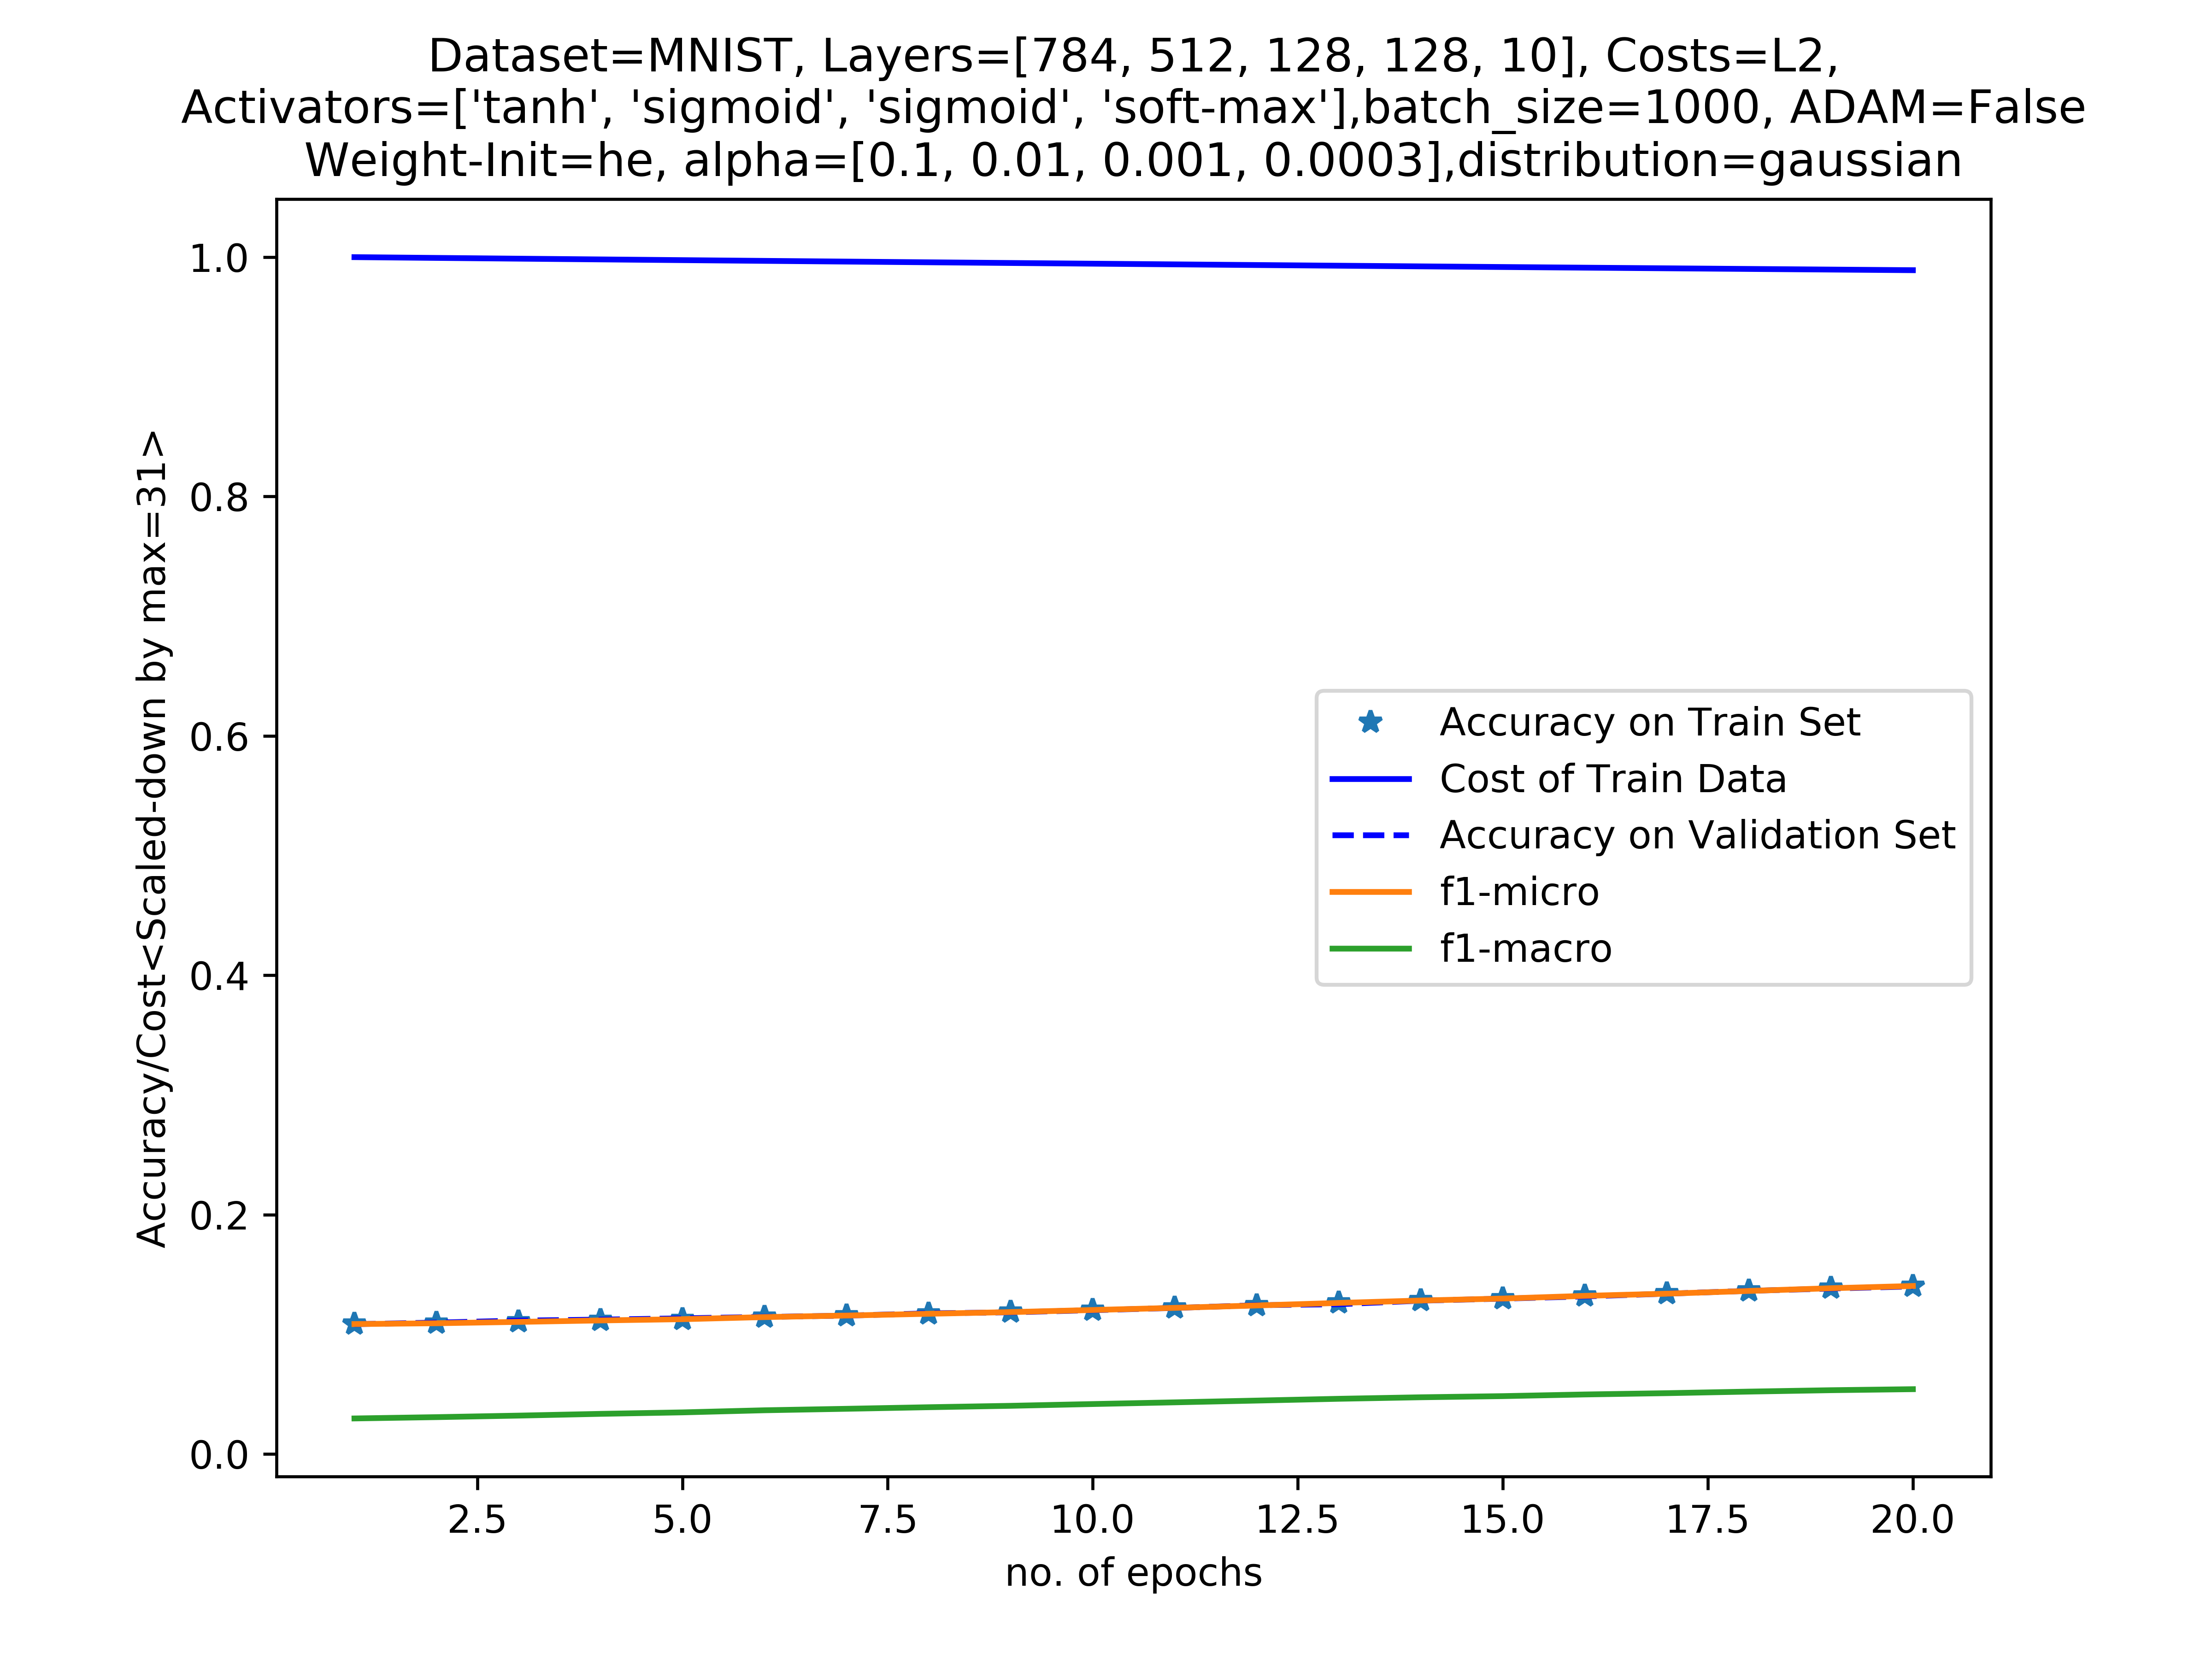 Dataset=MNIST, Layers=[784, 512, 128, 128, 10], Costs=L2,
Activators=['tanh', 'sigmoid', 'sigmoid', 'soft-max'],batch_size=1000, ADAM=False
Weight-Init=he, alpha=[0.1, 0.01, 0.001, 0.0003],distribution=gaussian
Accuracy/Cost<Scaled-down by max=31>
1.0
0.8
0.6
0.4
0.2
0.0
Accuracy on Train Set
Cost of Train Data
Accuracy on Validation Set
f1-micro
f1-macro
2.5 5.0 7.5 10.0 12.5 15.0 17.5 20.0
no. of epochs